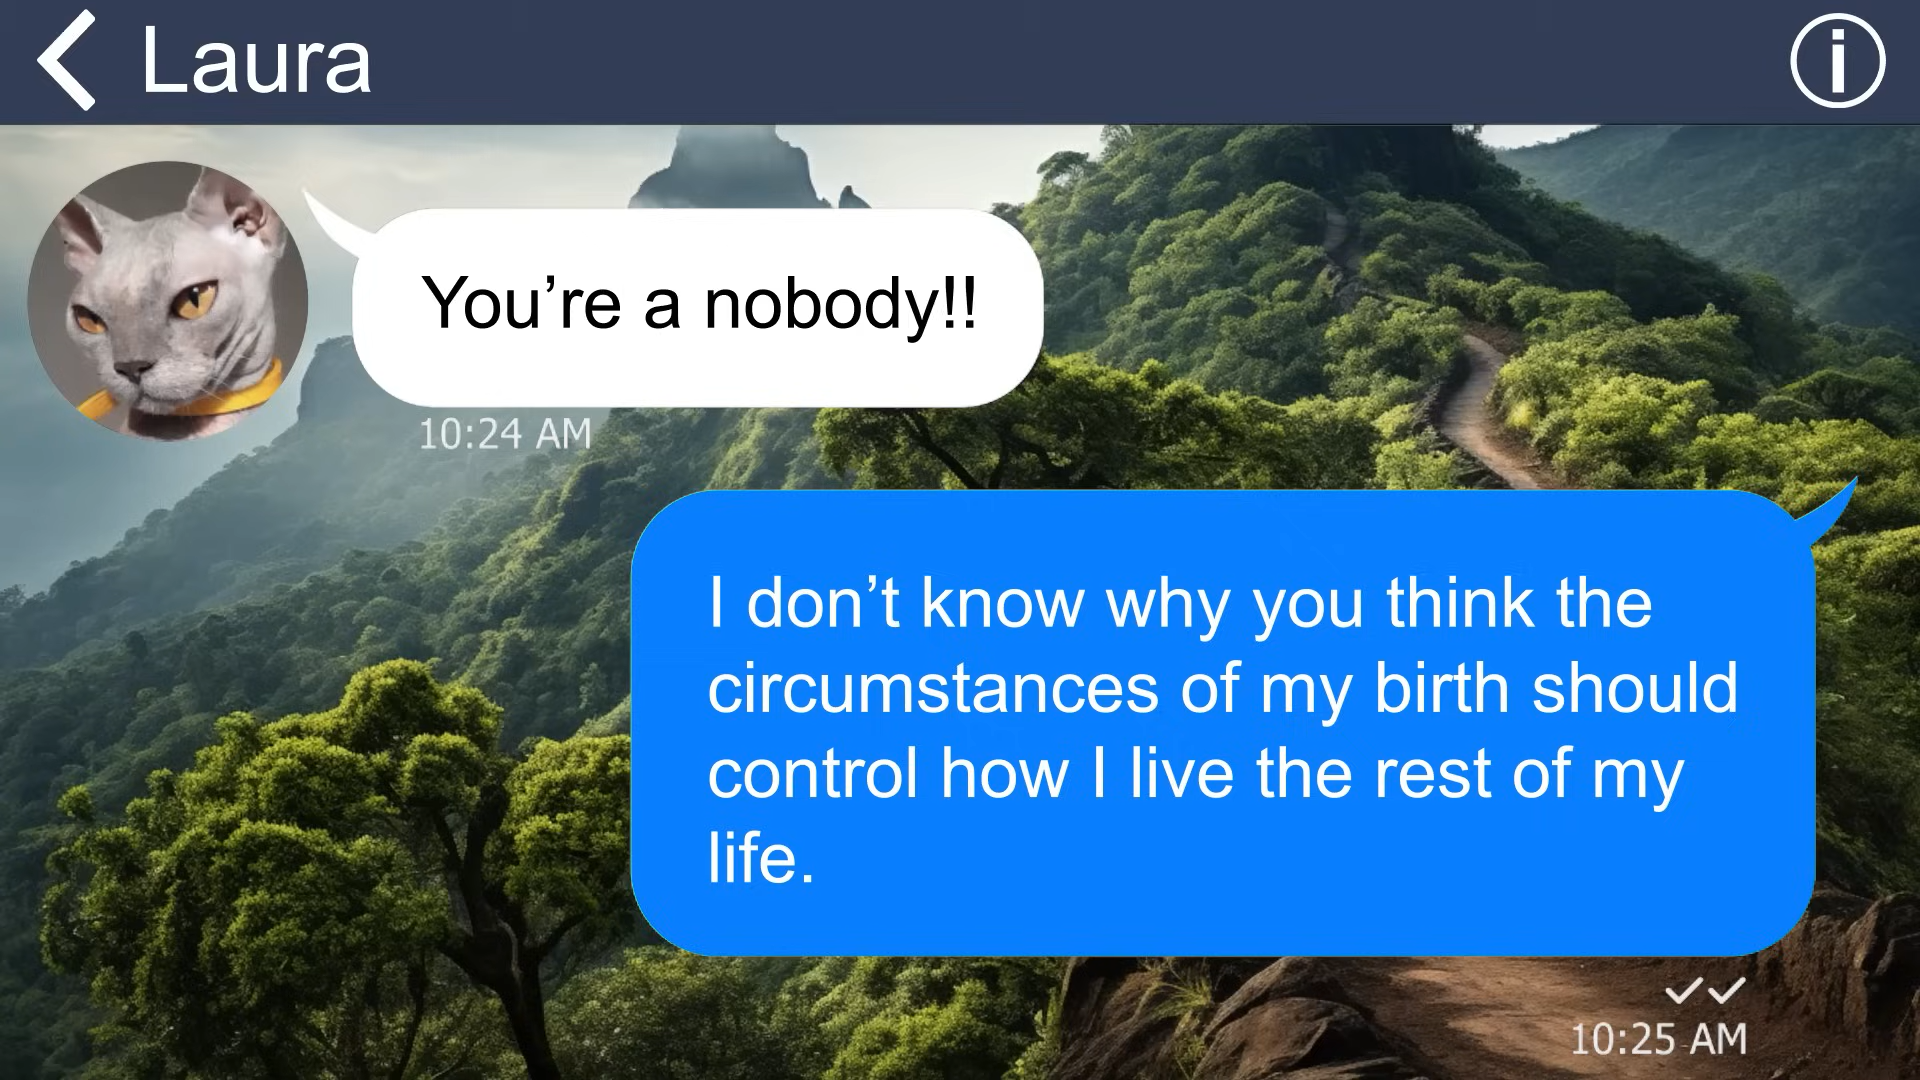 Laura
You’re a nobody!!
10:24 AM
I don’t know why you think the
circumstances of my birth should
control how I live the rest of my
life.
10:25 AM